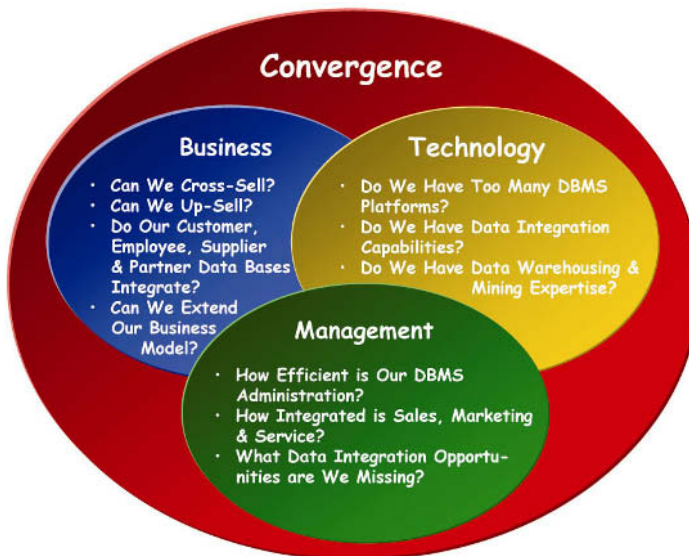 Convergence
Business
· Can We Cross-Sell?
· Can We Up-Sell?
· Do Our Customer,
Employee, Supplier
& Partner Data Bases
Integrate?
· Can We Extend
Our Business
Model?
Technology
· Do We Have Too Many DBMS
Platforms?
· Do We Have Data Integration
Capabilities?
· Do We Have Data Warehousing &
Mining Expertise?
Management
· How Efficient is Our DBMS
Administration?
· How Integrated is Sales, Marketing
& Service?
· What Data Integration Opportu-
nities are We Missing?